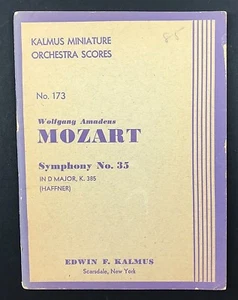 85
KALMUS MINIATURE
ORCHESTRA SCORES
No. 173
Wolfgang Amadeus
MOZART
Symphony No. 35
IN D MAJOR, K. 385
(HAFFNER)
EDWIN F. KALMUS
Scarsdale, New York